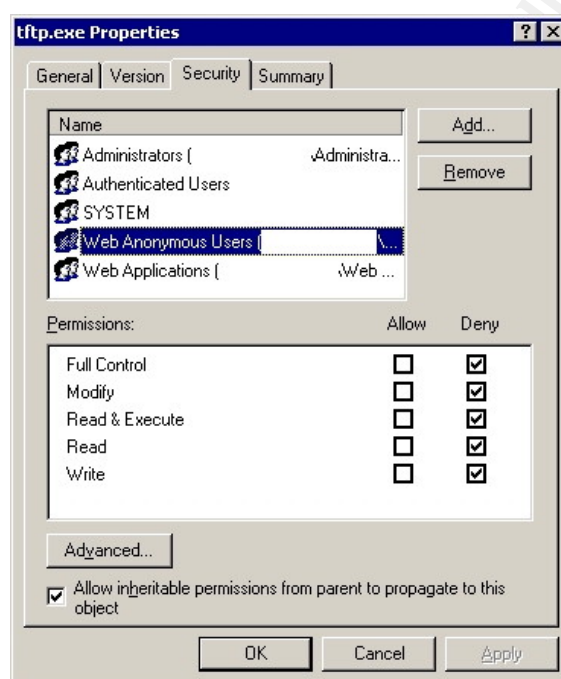 tftp.exe Properties
General Version Security Summary
Name
Add...
Administrators ( \Administra...
Remove
Authenticated Users
SYSTEM
Web Anonymous Users ( \...
Web Applications ( \Web ...
Permissions: Allow Deny
Full Control
Modify
Read & Execute
Read
Write
Advanced...
Allow inheritable permissions from parent to propagate to this
object
OK Cancel Apply